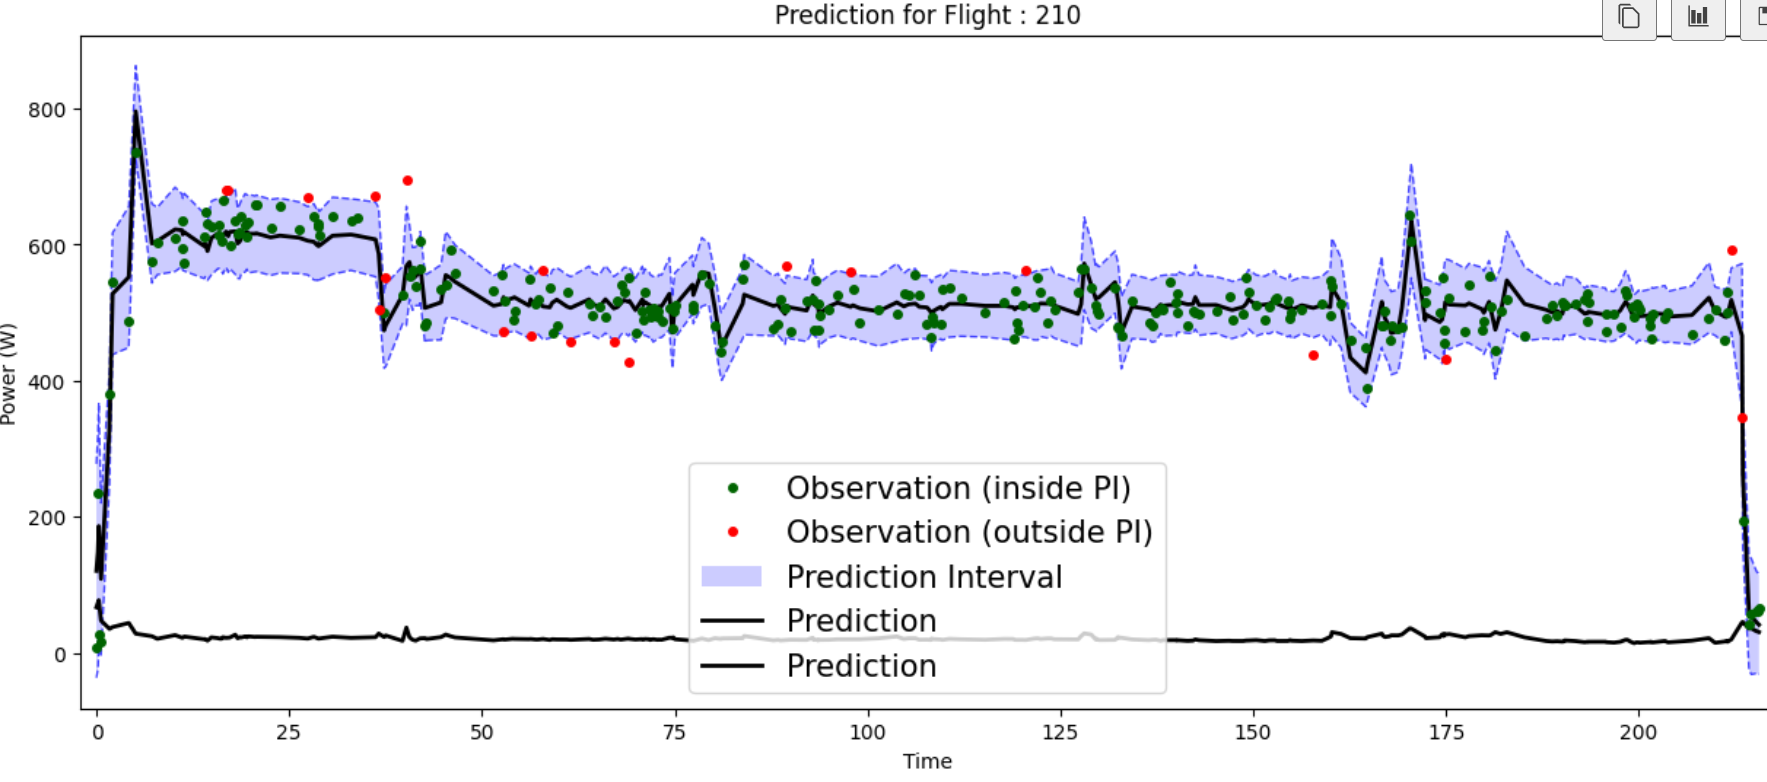 Prediction for Flight : 210
Power (W)
800
600
400
200
0
Observation (inside PI)
Observation (outside PI)
Prediction Interval
Prediction
Prediction
0 25 50 75 100 125 150 175 200
Time